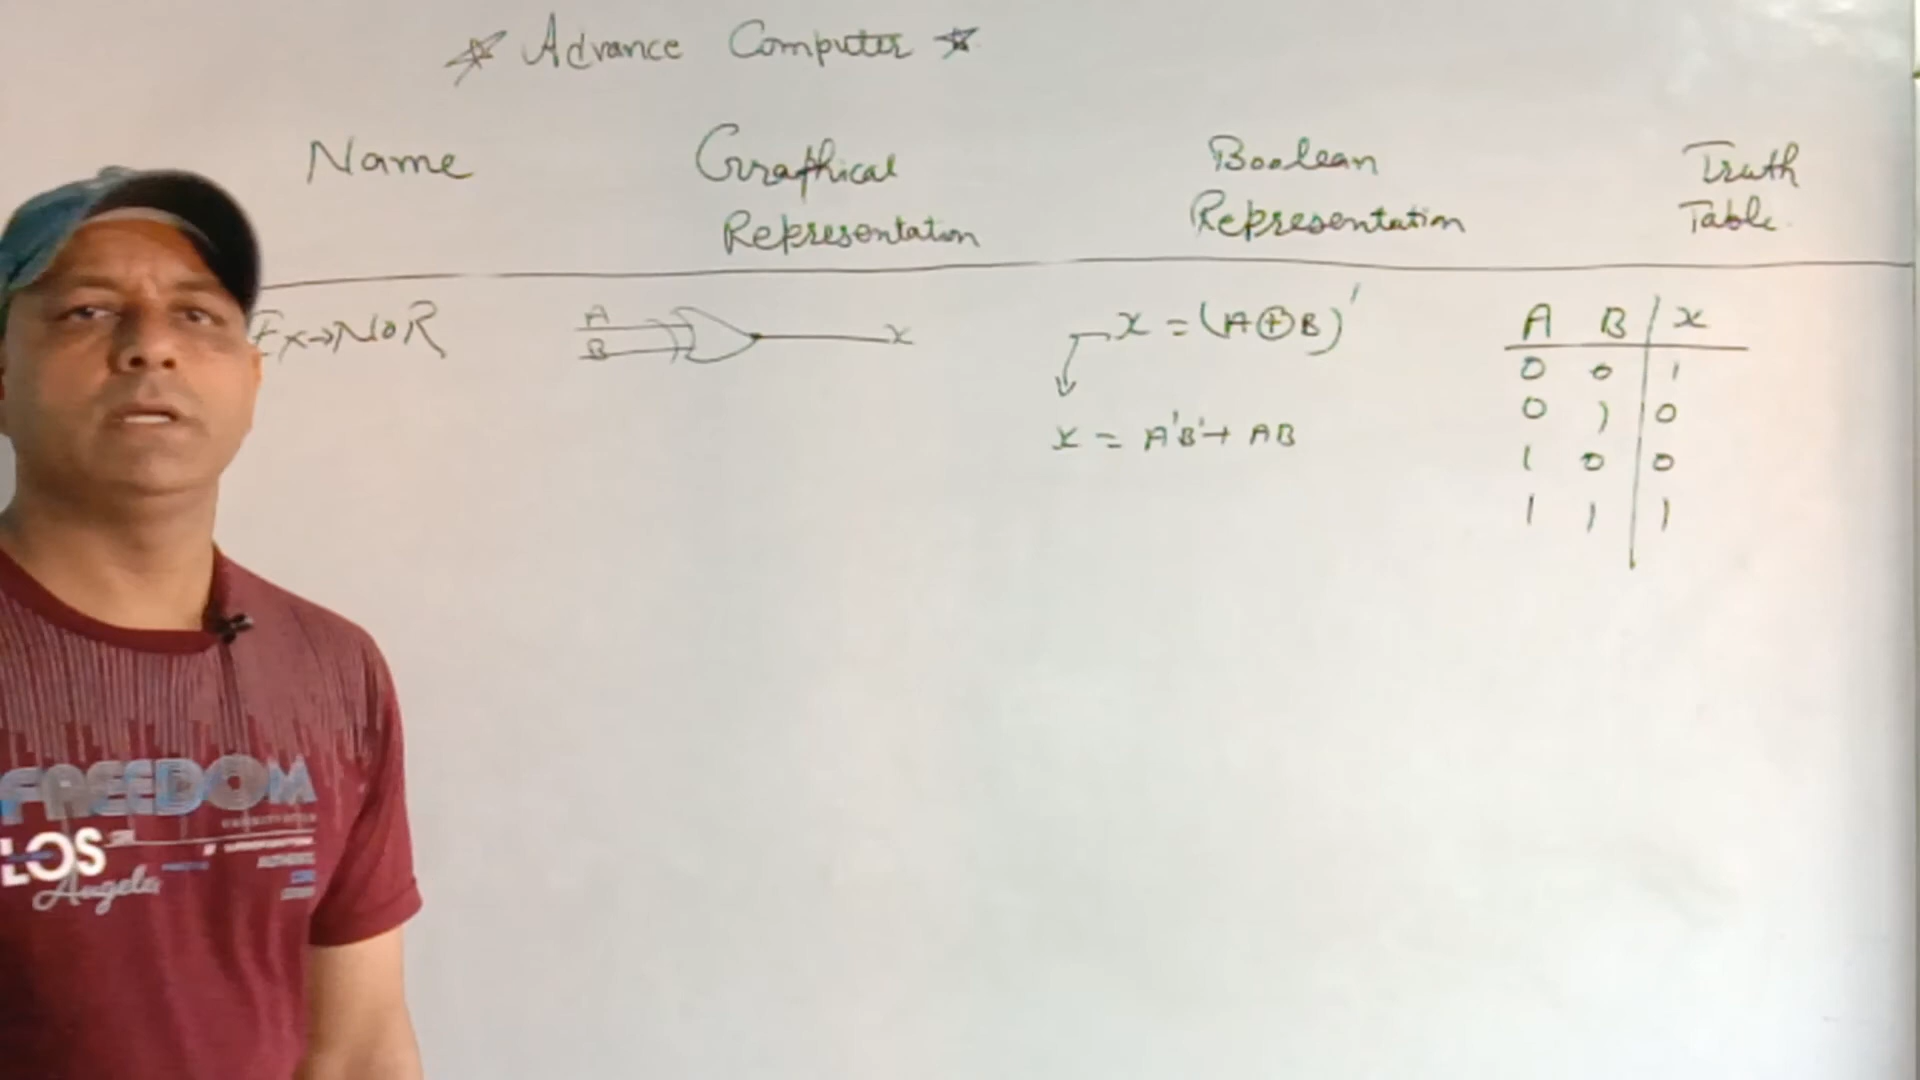 ☆ Advance Computer ☆
Name
Graphical
Representation
Boolean
Representation
Truth
Table
Ex→NOR
A
B
x
x = (A⊕B)'
x = A'B' + AB
A B x
0 0 1
0 1 0
1 0 0
1 1 1
FREEDOM
LOS
Angeles